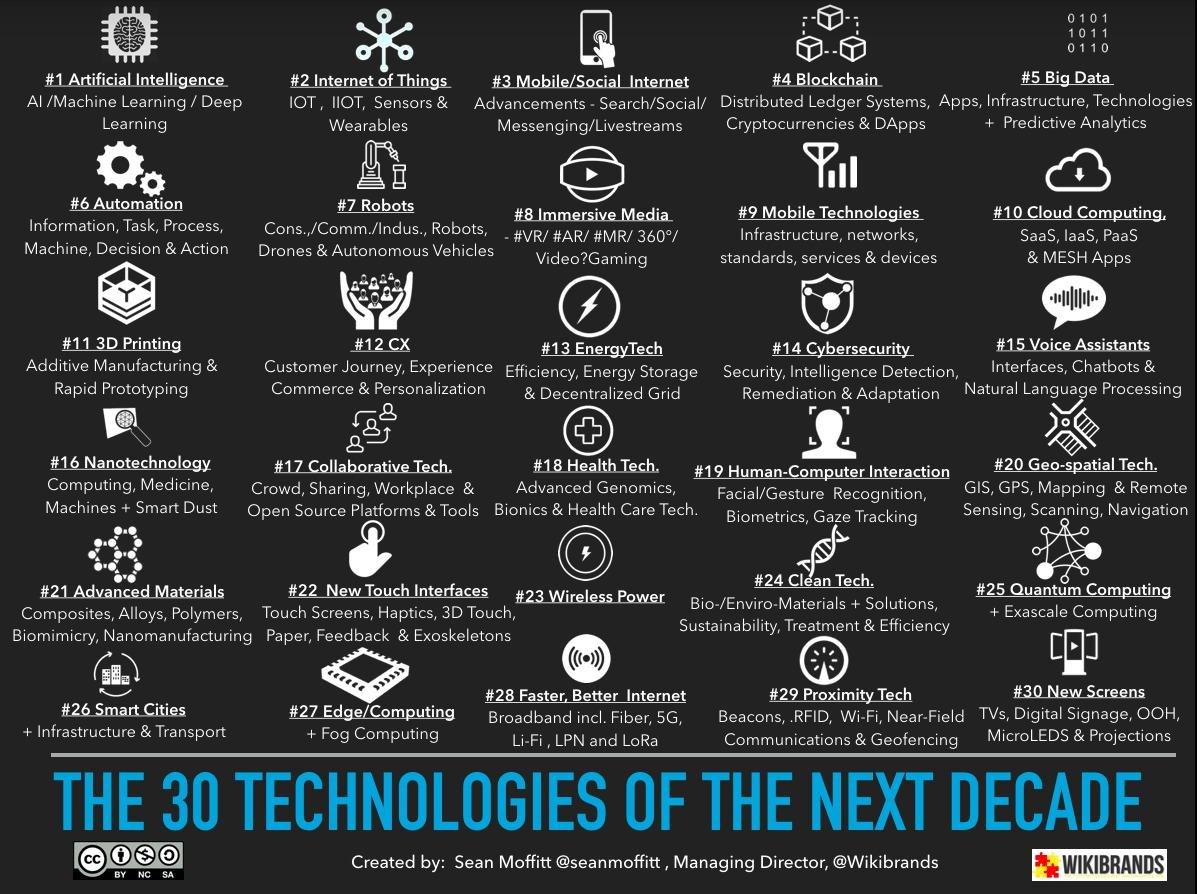 0101
1011
0110
#1 Artificial Intelligence
AI /Machine Learning / Deep
Learning
#2 Internet of Things
IOT , IIOT, Sensors &
Wearables
#3 Mobile/Social Internet
Advancements - Search/Social/
Messenging/Livestreams
#4 Blockchain
Distributed Ledger Systems,
Cryptocurrencies & DApps
#5 Big Data
Apps, Infrastructure, Technologies
+ Predictive Analytics
#6 Automation
Information, Task, Process,
Machine, Decision & Action
#7 Robots
Cons./Comm./Indus., Robots,
Drones & Autonomous Vehicles
#8 Immersive Media
- #VR/ #AR/ #MR/ 360º/
Video?Gaming
#9 Mobile Technologies
Infrastructure, networks,
standards, services & devices
#10 Cloud Computing,
SaaS, IaaS, PaaS
& MESH Apps
#11 3D Printing
Additive Manufacturing &
Rapid Prototyping
#12 CX
Customer Journey, Experience
Commerce & Personalization
#13 EnergyTech
Efficiency, Energy Storage
& Decentralized Grid
#14 Cybersecurity
Security, Intelligence Detection,
Remediation & Adaptation
#15 Voice Assistants
Interfaces, Chatbots &
Natural Language Processing
#16 Nanotechnology
Computing, Medicine,
Machines + Smart Dust
#17 Collaborative Tech.
Crowd, Sharing, Workplace &
Open Source Platforms & Tools
#18 Health Tech.
Advanced Genomics,
Bionics & Health Care Tech.
#19 Human-Computer Interaction
Facial/Gesture Recognition,
Biometrics, Gaze Tracking
#20 Geo-spatial Tech.
GIS, GPS, Mapping & Remote
Sensing, Scanning, Navigation
#21 Advanced Materials
Composites, Alloys, Polymers,
Biomimicry, Nanomanufacturing
#22 New Touch Interfaces
Touch Screens, Haptics, 3D Touch,
Paper, Feedback & Exoskeletons
#23 Wireless Power
#24 Clean Tech.
Bio-/Enviro-Materials + Solutions,
Sustainability, Treatment & Efficiency
#25 Quantum Computing
+ Exascale Computing
#26 Smart Cities
+ Infrastructure & Transport
#27 Edge/Computing
+ Fog Computing
#28 Faster, Better Internet
Broadband incl. Fiber, 5G,
Li-Fi , LPN and LoRa
#29 Proximity Tech
Beacons, .RFID, Wi-Fi, Near-Field
Communications & Geofencing
#30 New Screens
TVs, Digital Signage, OOH,
MicroLEDS & Projections
THE 30 TECHNOLOGIES OF THE NEXT DECADE
cc
BY NC SA
Created by: Sean Moffitt @seanmoffitt , Managing Director, @Wikibrands
WIKIBRANDS